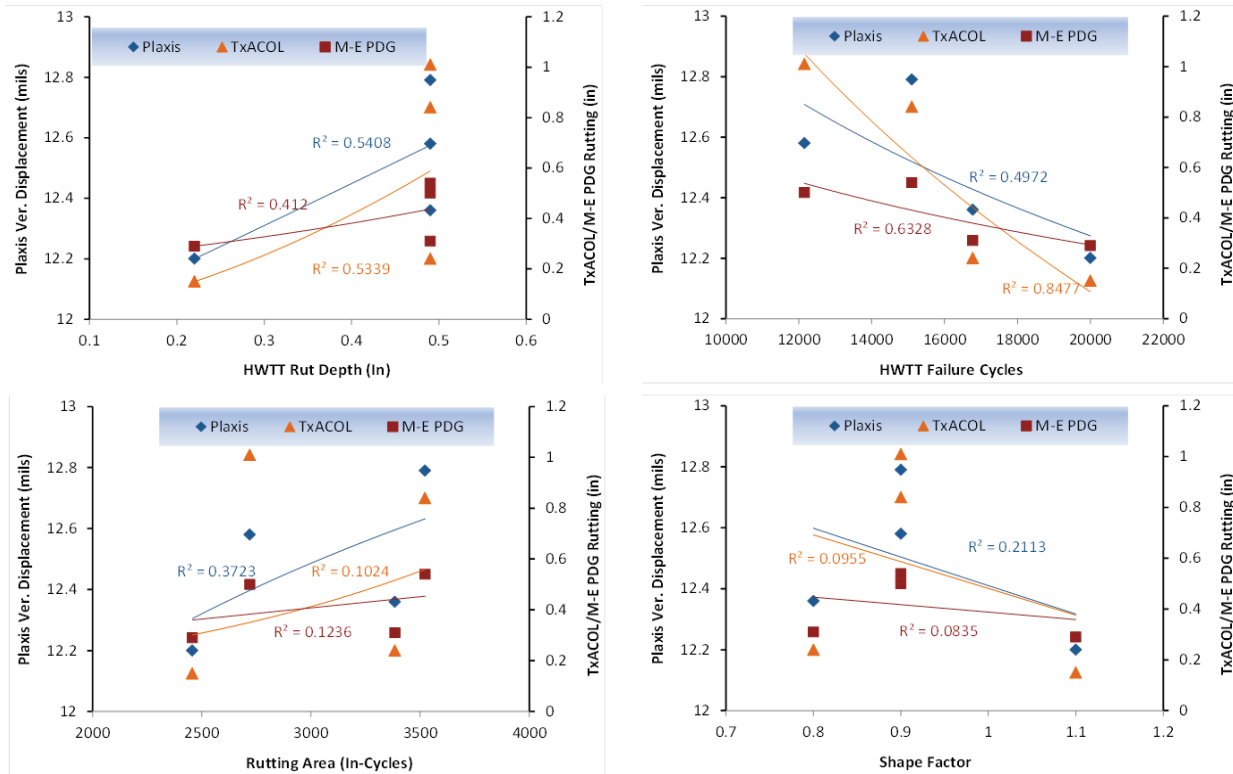 Plaxis TxACOL M-E PDG
Plaxis Ver. Displacement (mils)
13
12.8
12.6
12.4
12.2
12
TxACOL/M-E PDG Rutting (in)
1.2
1
0.8
0.6
0.4
0.2
0
R² = 0.5408
R² = 0.412
R² = 0.5339
0.1 0.2 0.3 0.4 0.5 0.6
HWTT Rut Depth (In)
Plaxis TxACOL M-E PDG
Plaxis Ver. Displacement (mils)
13
12.8
12.6
12.4
12.2
12
TxACOL/M-E PDG Rutting (in)
1.2
1
0.8
0.6
0.4
0.2
0
R² = 0.4972
R² = 0.6328
R² = 0.8477
10000 12000 14000 16000 18000 20000 22000
HWTT Failure Cycles
Plaxis TxACOL M-E PDG
Plaxis Ver. Displacement (mils)
13
12.8
12.6
12.4
12.2
12
TxACOL/M-E PDG Rutting (in)
1.2
1
0.8
0.6
0.4
0.2
0
R² = 0.3723
R² = 0.1024
R² = 0.1236
2000 2500 3000 3500 4000
Rutting Area (In-Cycles)
Plaxis TxACOL M-E PDG
Plaxis Ver. Displacement (mils)
13
12.8
12.6
12.4
12.2
12
TxACOL/M-E PDG Rutting (in)
1.2
1
0.8
0.6
0.4
0.2
0
R² = 0.2113
R² = 0.0955
R² = 0.0835
0.7 0.8 0.9 1 1.1 1.2
Shape Factor